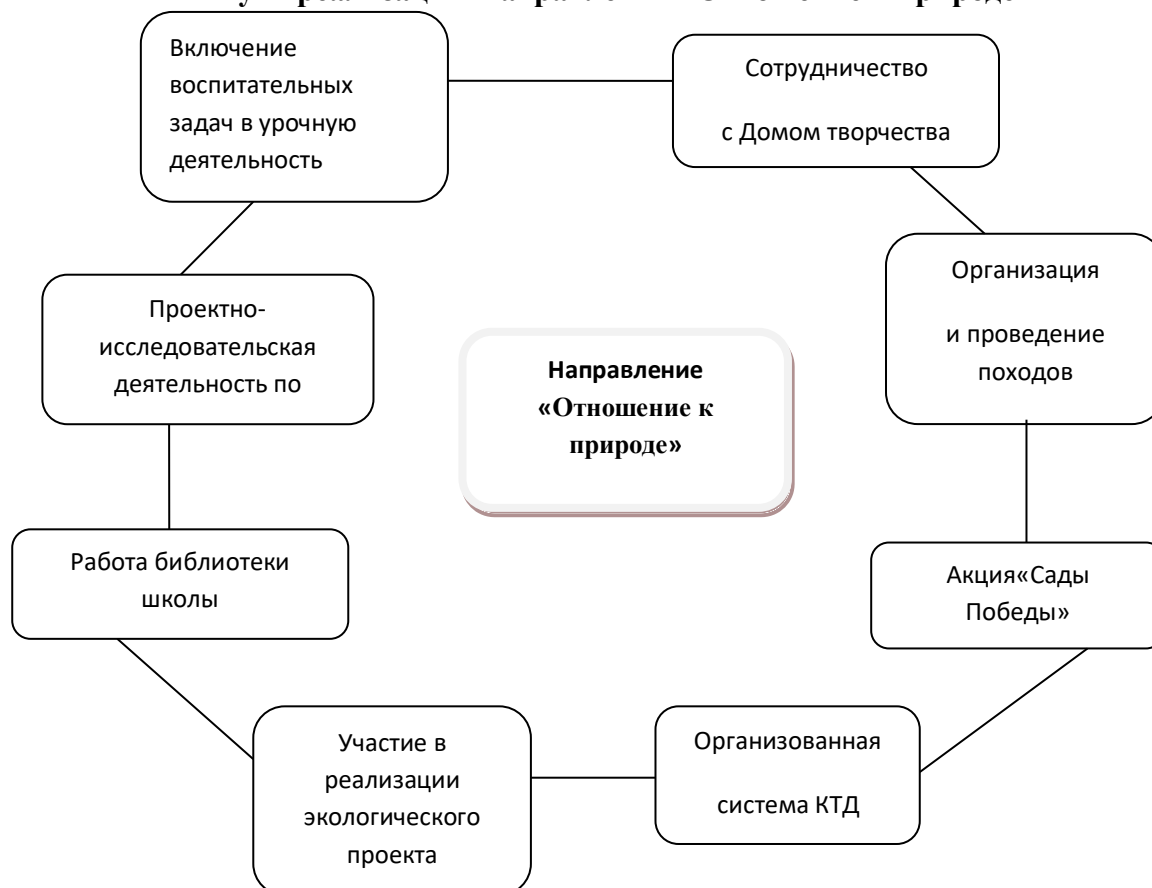 Включение
воспитательных
задач в урочную
деятельность
Сотрудничество
с Домом творчества
Проектно-
исследовательская
деятельность по
Направление
«Отношение к
природе»
Организация
и проведение
походов
Работа библиотеки
школы
Акция«Сады
Победы»
Участие в
реализации
экологического
проекта
Организованная
система КТД